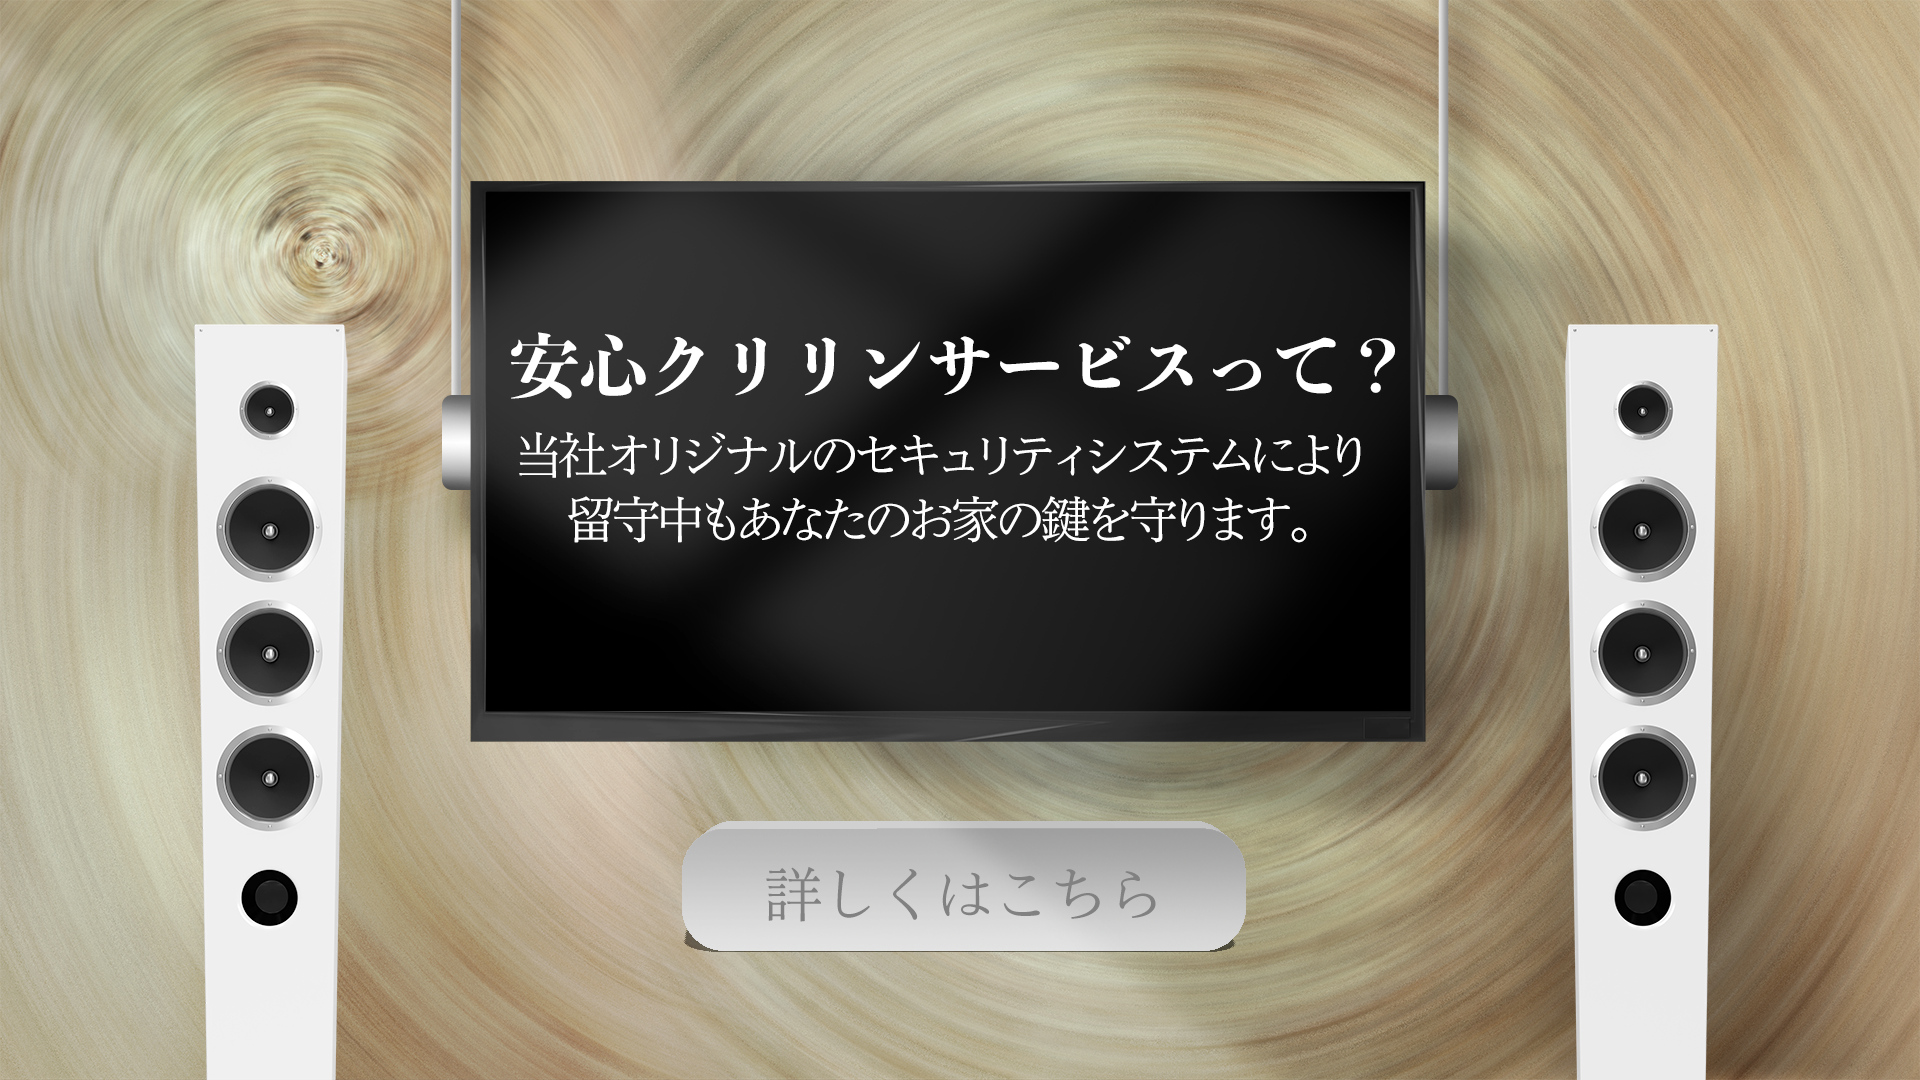 安心クリリンサービスって？
当社オリジナルのセキュリティシステムにより
留守中もあなたのお家の鍵を守ります。
詳しくはこちら